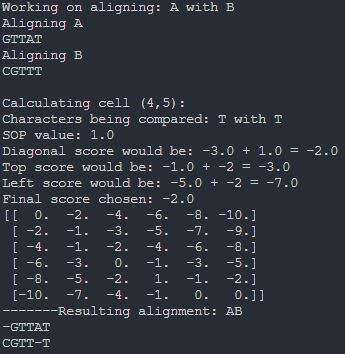 Working on aligning: A with B
Aligning A
GTTAT
Aligning B
CGTTT
Calculating cell (4,5):
Characters being compared: T with T
SOP value: 1.0
Diagonal score would be: -3.0 + 1.0 = -2.0
Top score would be: -1.0 + -2 = -3.0
Left score would be: -5.0 + -2 = -7.0
Final score chosen: -2.0
[[  0.  -2.  -4.  -6.  -8. -10.]
 [ -2.  -1.  -3.  -5.  -7.  -9.]
 [ -4.  -1.  -2.  -4.  -6.  -8.]
 [ -6.  -3.   0.  -1.  -3.  -5.]
 [ -8.  -5.  -2.   1.  -1.  -2.]
 [-10.  -7.  -4.  -1.   0.   0.]]
-------Resulting alignment: AB
-GTTAT
CGTT-T